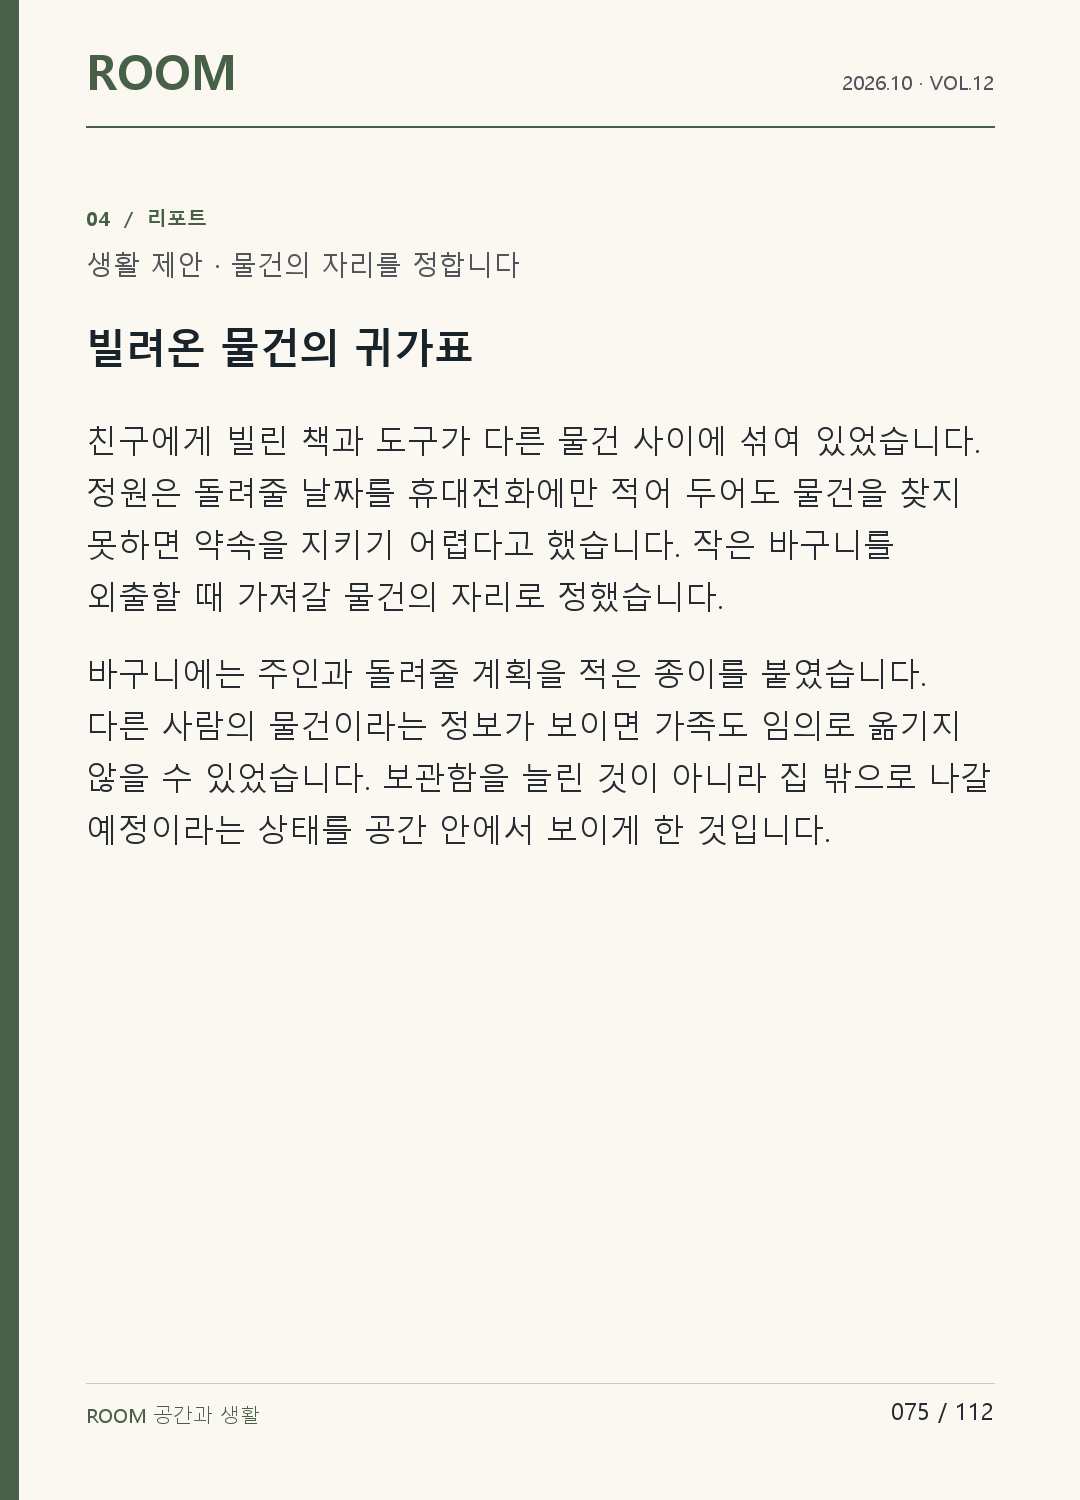 ROOM
2026.10 · VOL.12
04 / 리포트
생활 제안 · 물건의 자리를 정합니다
빌려온 물건의 귀가표
친구에게 빌린 책과 도구가 다른 물건 사이에 섞여 있었습니다.
정원은 돌려줄 날짜를 휴대전화에만 적어 두어도 물건을 찾지
못하면 약속을 지키기 어렵다고 했습니다. 작은 바구니를
외출할 때 가져갈 물건의 자리로 정했습니다.
바구니에는 주인과 돌려줄 계획을 적은 종이를 붙였습니다.
다른 사람의 물건이라는 정보가 보이면 가족도 임의로 옮기지
않을 수 있었습니다. 보관함을 늘린 것이 아니라 집 밖으로 나갈
예정이라는 상태를 공간 안에서 보이게 한 것입니다.
ROOM 공간과 생활
075 / 112